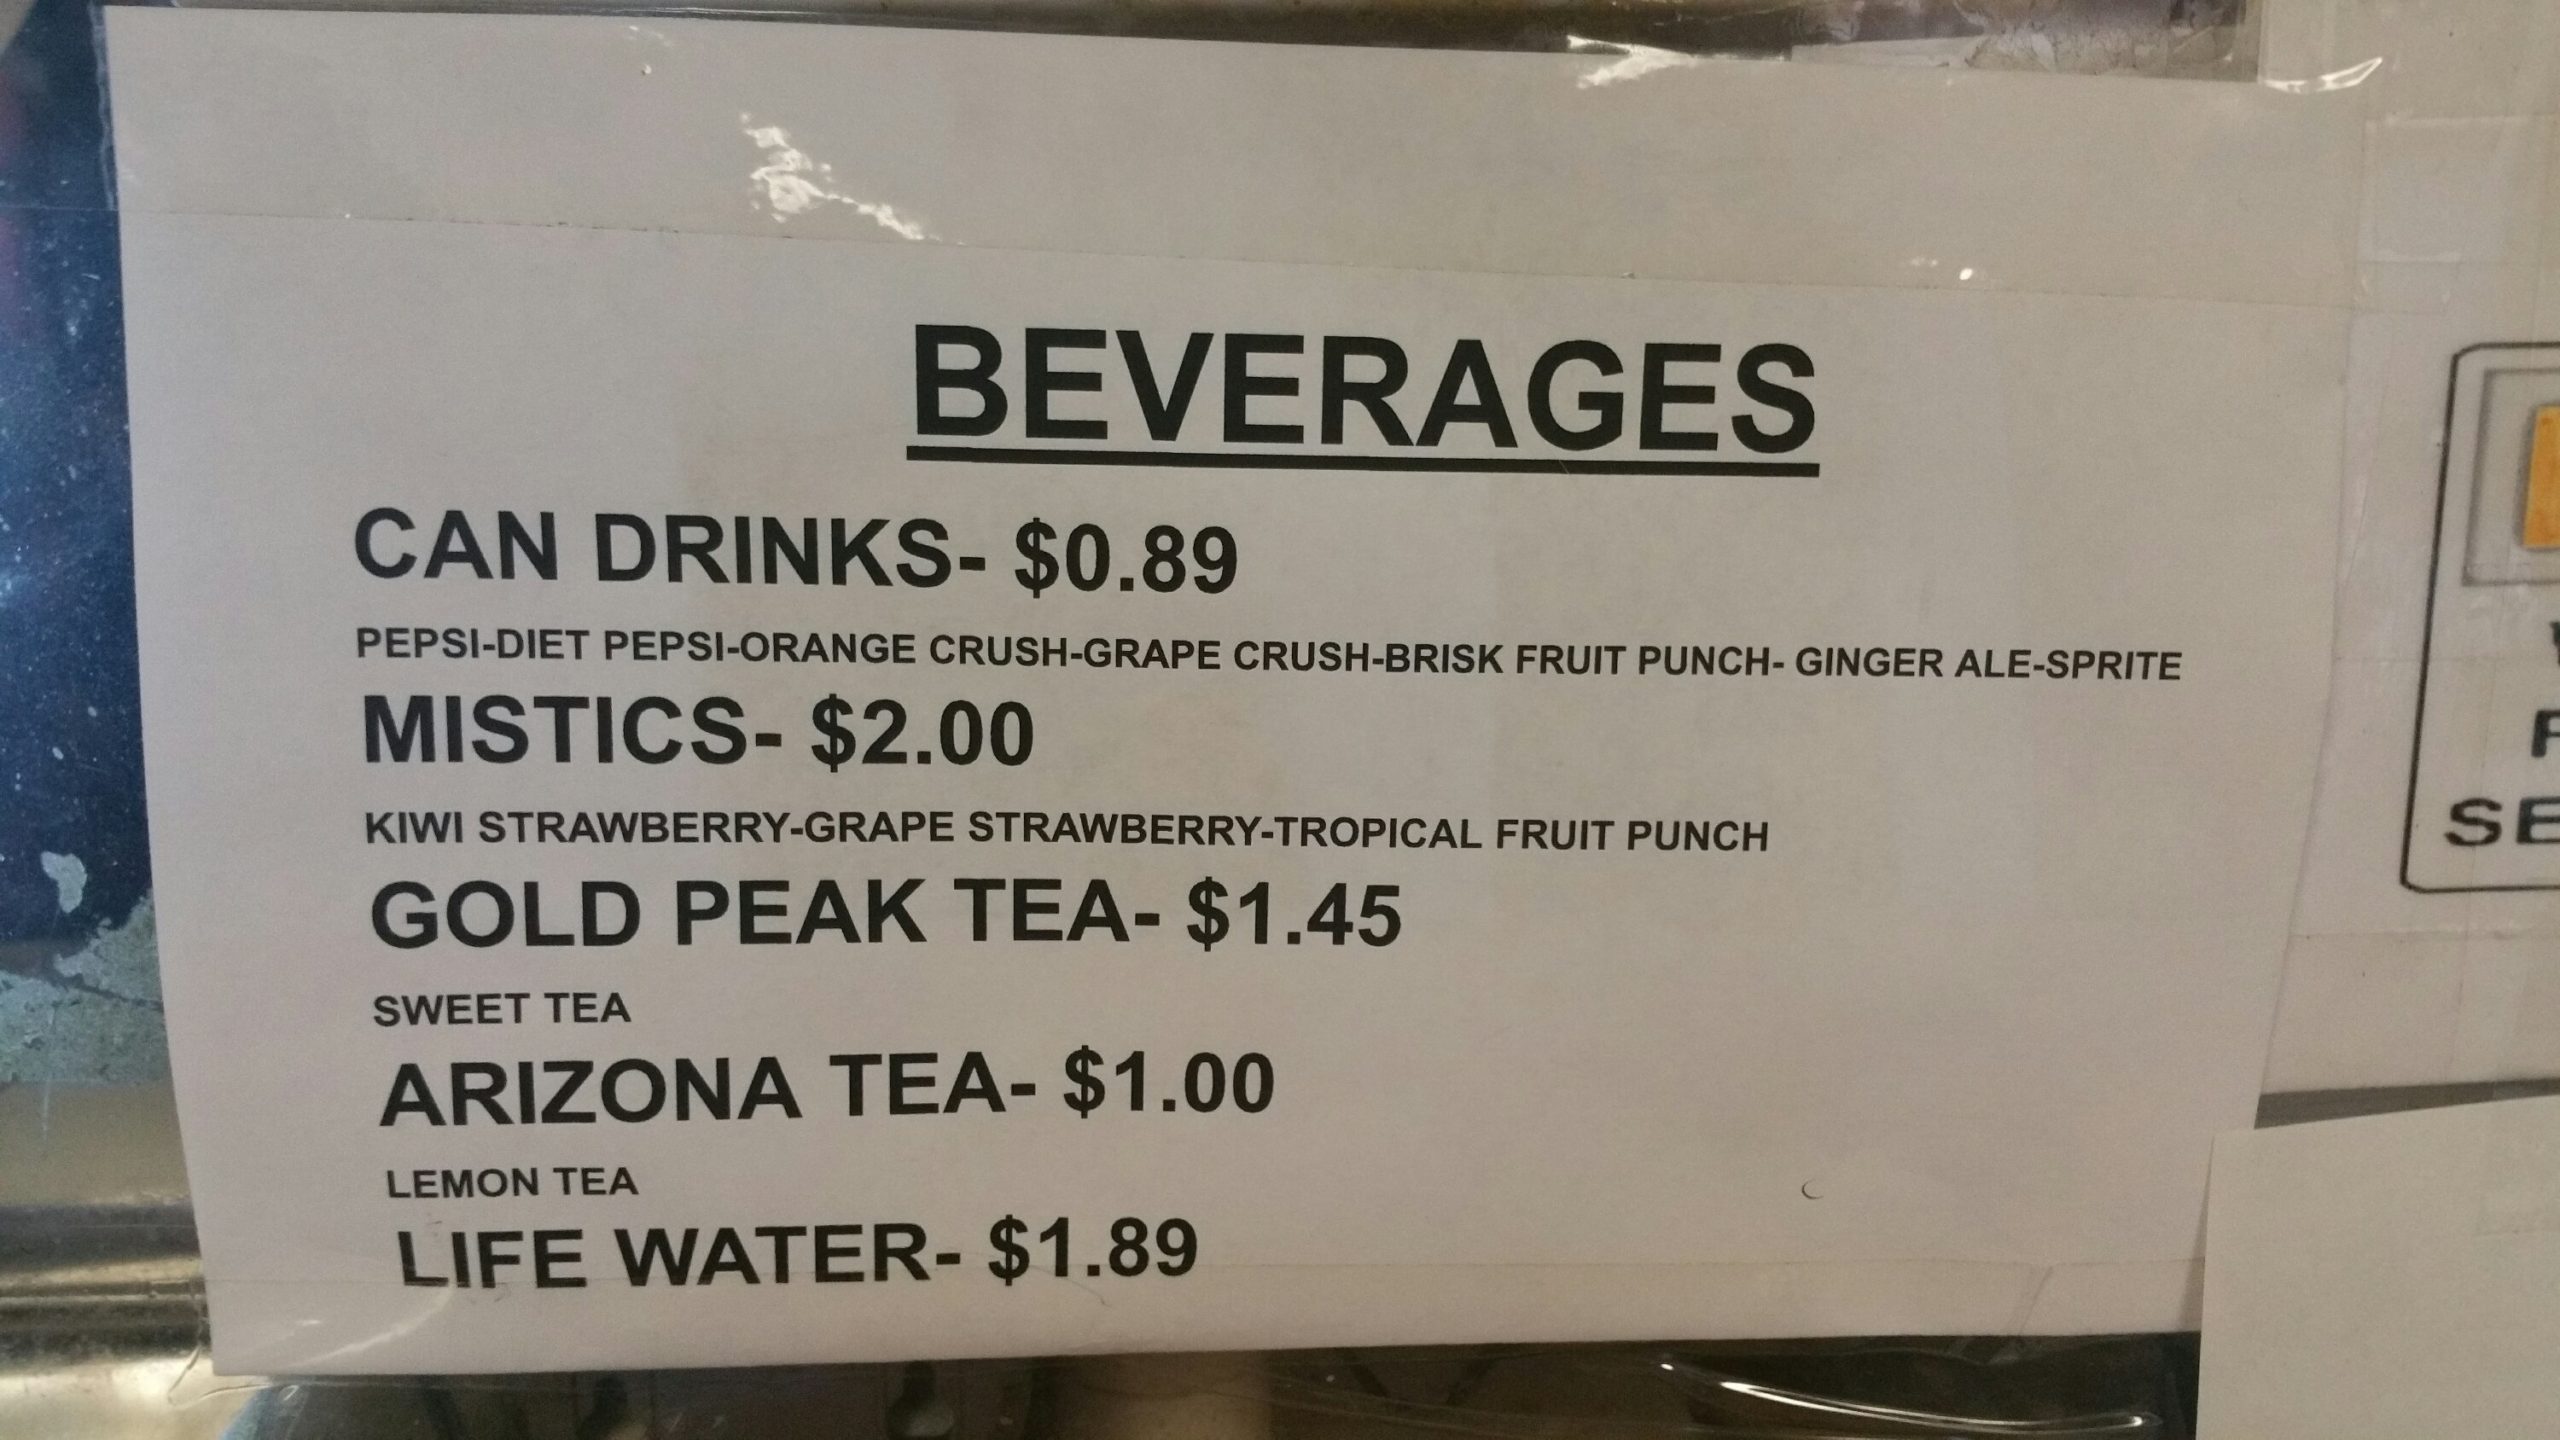 BEVERAGES
CAN DRINKS- $0.89
PEPSI-DIET PEPSI-ORANGE CRUSH-GRAPE CRUSH-BRISK FRUIT PUNCH- GINGER ALE-SPRITE
MISTICS- $2.00
KIWI STRAWBERRY-GRAPE STRAWBERRY-TROPICAL FRUIT PUNCH
GOLD PEAK TEA- $1.45
SWEET TEA
ARIZONA TEA- $1.00
LEMON TEA
LIFE WATER- $1.89